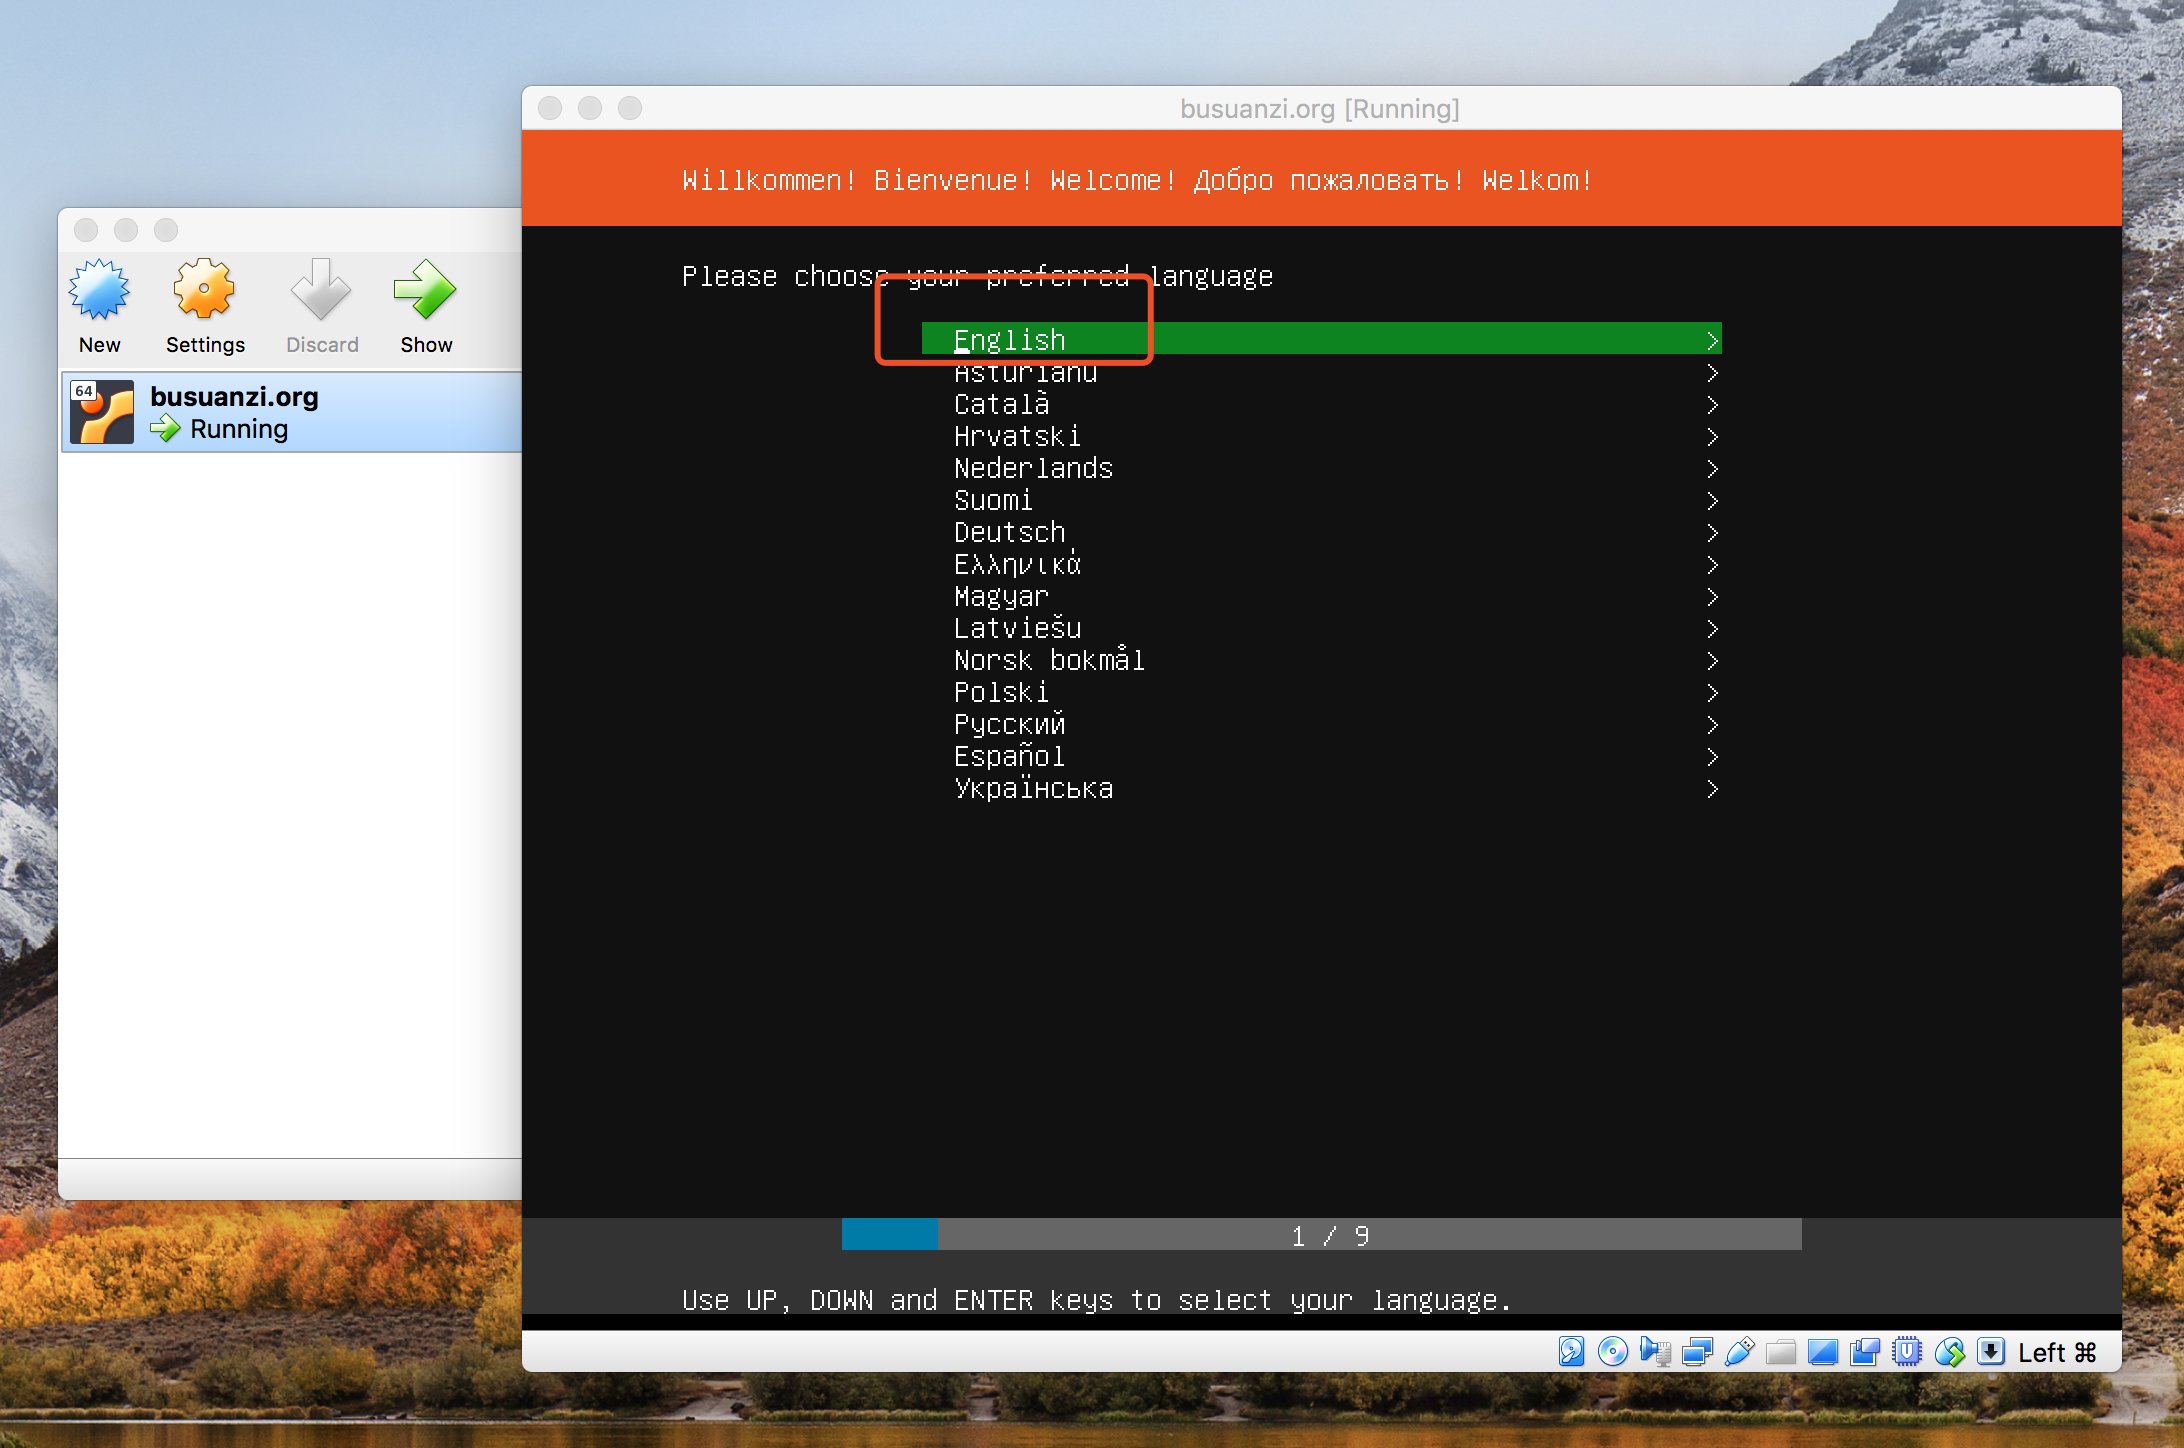 busuanzi.org [Running]
Willkommen! Bienvenue! Welcome! Добро пожаловать! Welkom!
New
Settings
Discard
Show
64
busuanzi.org
Running
Please choose your preferred language
English >
Asturianu >
Català >
Hrvatski >
Nederlands >
Suomi >
Deutsch >
Ελληνικά >
Magyar >
Latviešu >
Norsk bokmål >
Polski >
Русский >
Español >
Українська >
1 / 9
Use UP, DOWN and ENTER keys to select your language.
Left ⌘